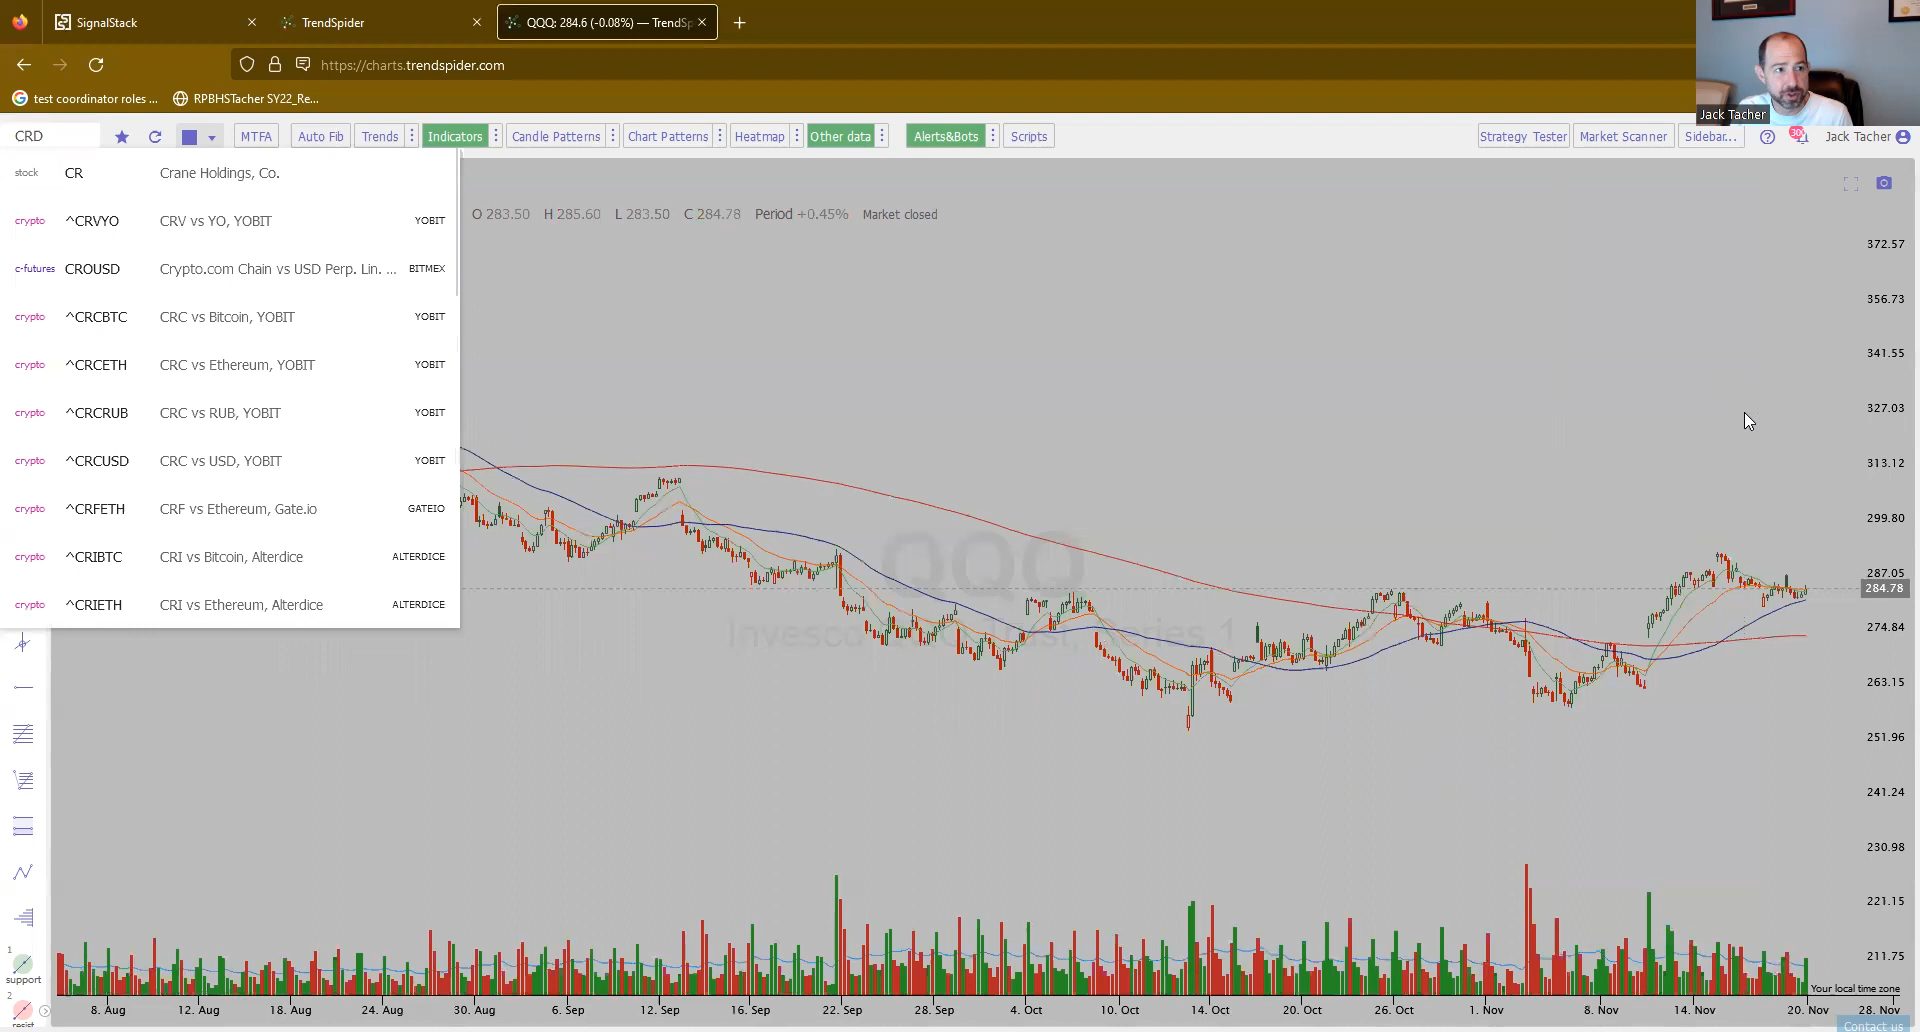 SignalStack
TrendSpider
QQQ: 284.6 (-0.08%) — TrendSp
https://charts.trendspider.com
test coordinator roles ...
RPBHSTacher SY22_Re...
Jack Tacher
CRD
MTFA
Auto Fib
Trends
Indicators
Candle Patterns
Chart Patterns
Heatmap
Other data
Alerts&Bots
Scripts
Strategy Tester
Market Scanner
Sidebar...
Jack Tacher
stock CR Crane Holdings, Co.
crypto ^CRVYO CRV vs YO, YOBIT YOBIT
c-futures CROUSD Crypto.com Chain vs USD Perp. Lin. ... BITMEX
crypto ^CRCBTC CRC vs Bitcoin, YOBIT YOBIT
crypto ^CRCETH CRC vs Ethereum, YOBIT YOBIT
crypto ^CRCRUB CRC vs RUB, YOBIT YOBIT
crypto ^CRCUSD CRC vs USD, YOBIT YOBIT
crypto ^CRFETH CRF vs Ethereum, Gate.io GATEIO
crypto ^CRIBTC CRI vs Bitcoin, Alterdice ALTERDICE
crypto ^CRIETH CRI vs Ethereum, Alterdice ALTERDICE
O 283.50 H 285.60 L 283.50 C 284.78 Period +0.45% Market closed
QQQ
372.57
356.73
341.55
327.03
313.12
299.80
287.05
284.78
274.84
263.15
251.96
241.24
230.98
221.15
211.75
1
support
2
resist
Your local time zone
8. Aug 12. Aug 18. Aug 24. Aug 30. Aug 6. Sep 12. Sep 16. Sep 22. Sep 28. Sep 4. Oct 10. Oct 14. Oct 20. Oct 26. Oct 1. Nov 8. Nov 14. Nov 20. Nov 28. Nov
Contact us